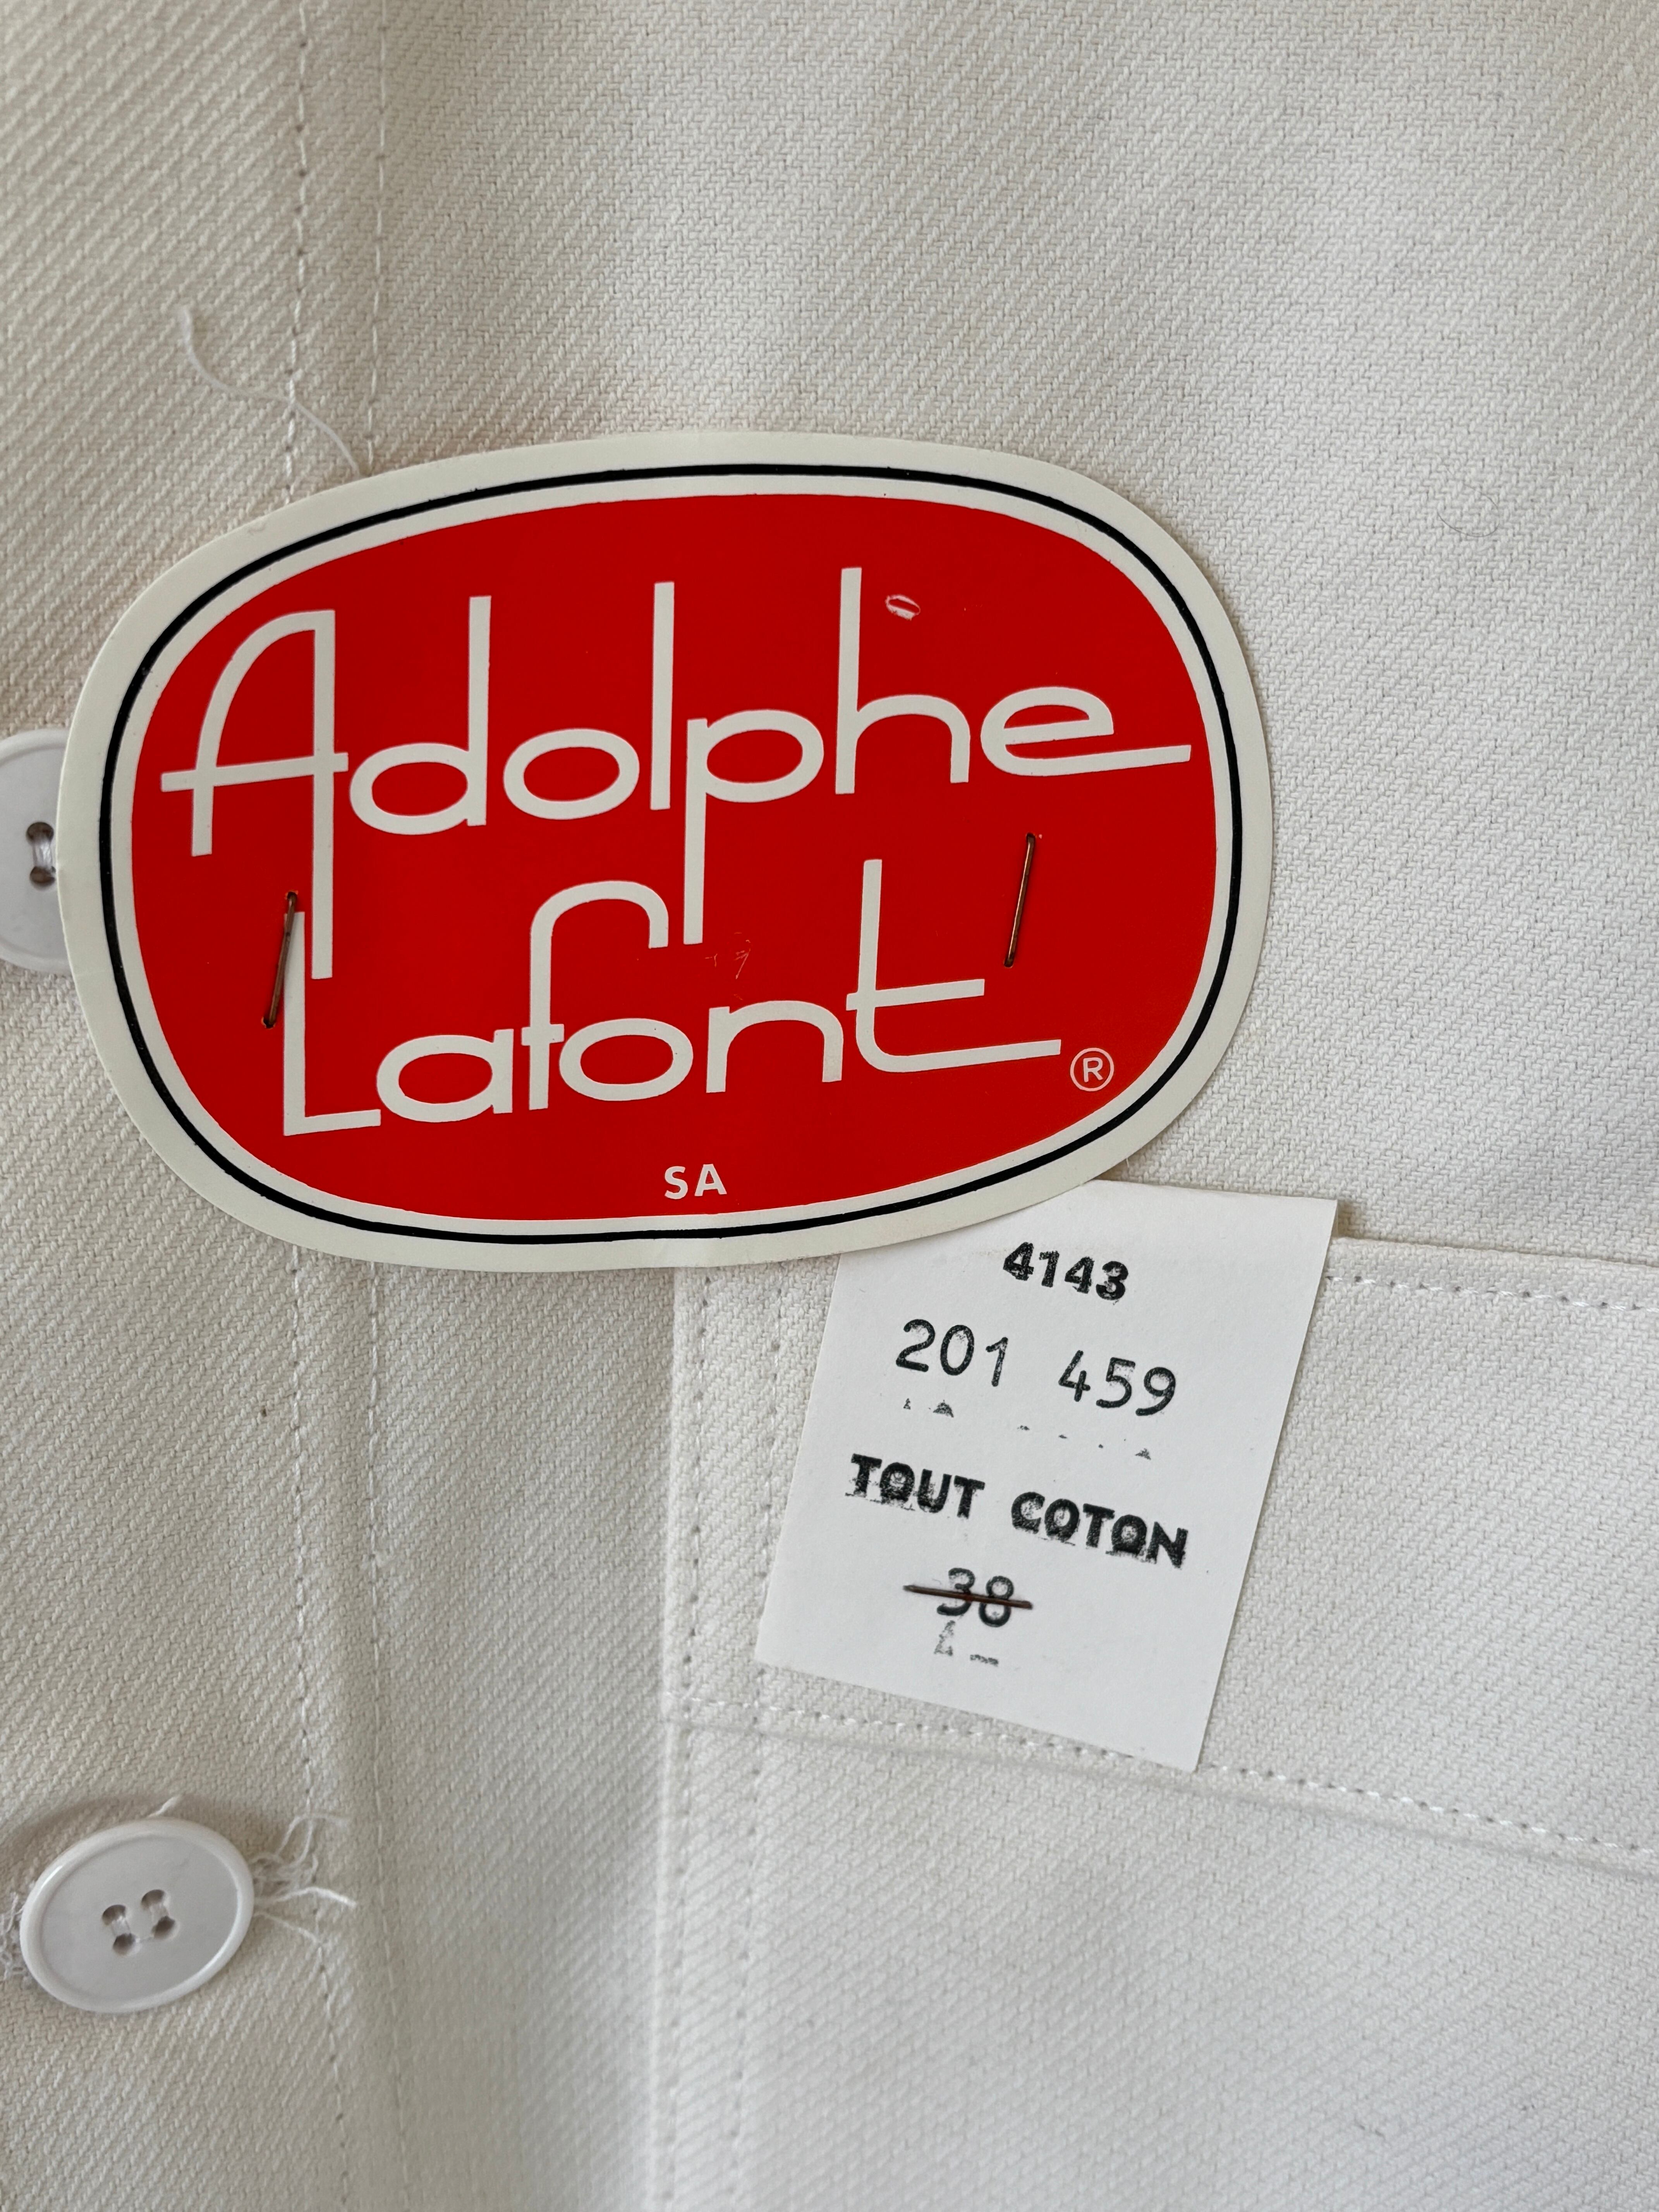 Adolphe
Lafont ®
SA
4143
201 459
TOUT COTON
38